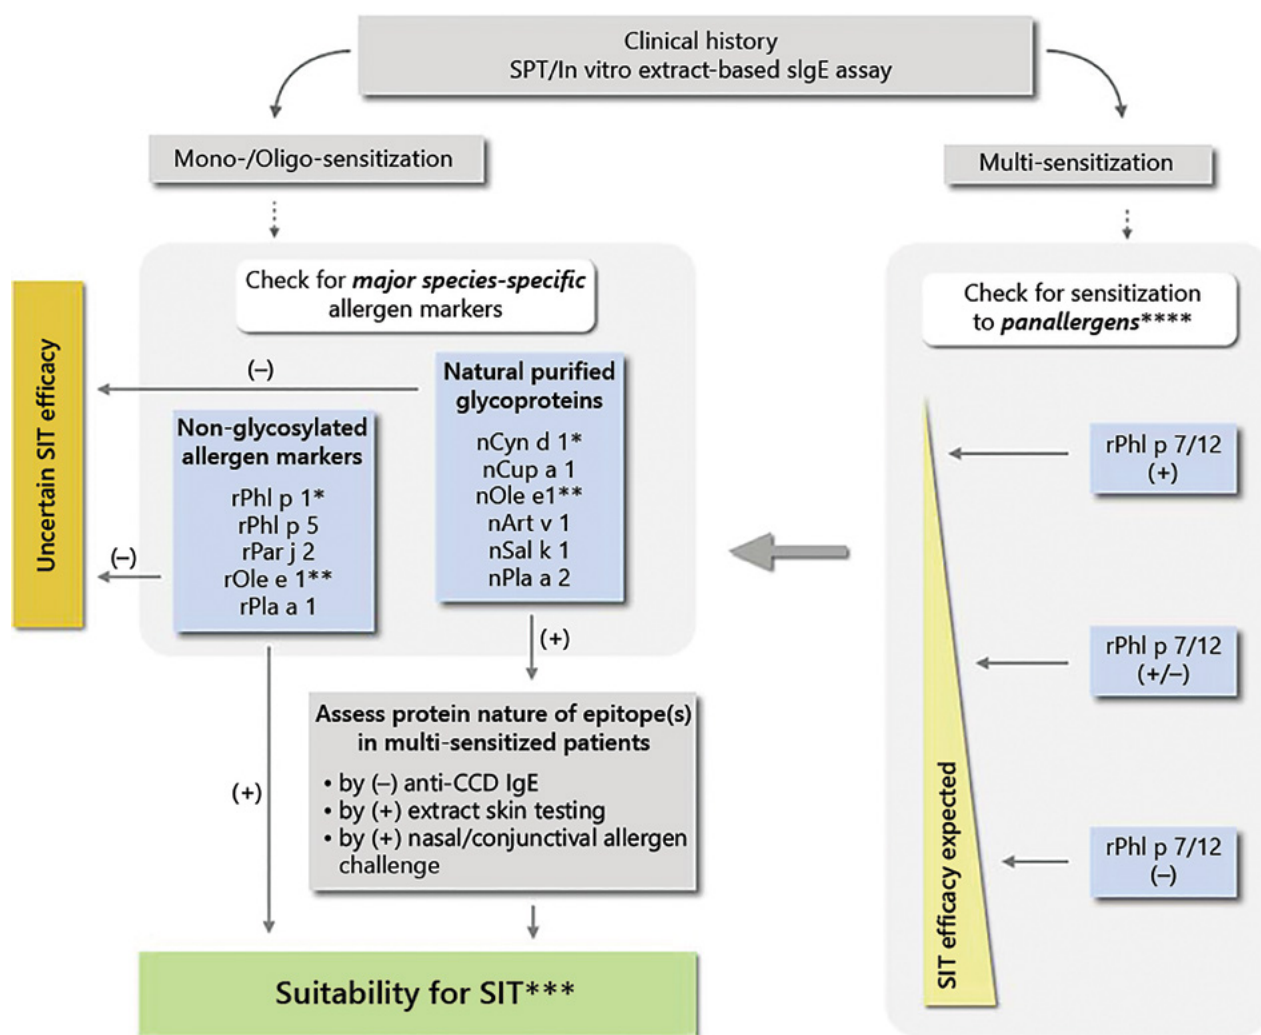 Clinical history
SPT/In vitro extract-based sIgE assay
Mono-/Oligo-sensitization
Multi-sensitization
Check for major species-specific
allergen markers
Uncertain SIT efficacy
(–)
Natural purified
glycoproteins
nCyn d 1*
nCup a 1
nOle e1**
nArt v 1
nSal k 1
nPla a 2
Non-glycosylated
allergen markers
rPhl p 1*
rPhl p 5
rPar j 2
rOle e 1**
rPla a 1
(–)
(+)
Assess protein nature of epitope(s)
in multi-sensitized patients
• by (–) anti-CCD IgE
• by (+) extract skin testing
• by (+) nasal/conjunctival allergen
challenge
(+)
Suitability for SIT***
Check for sensitization
to panallergens****
rPhl p 7/12
(+)
rPhl p 7/12
(+/–)
rPhl p 7/12
(–)
SIT efficacy expected